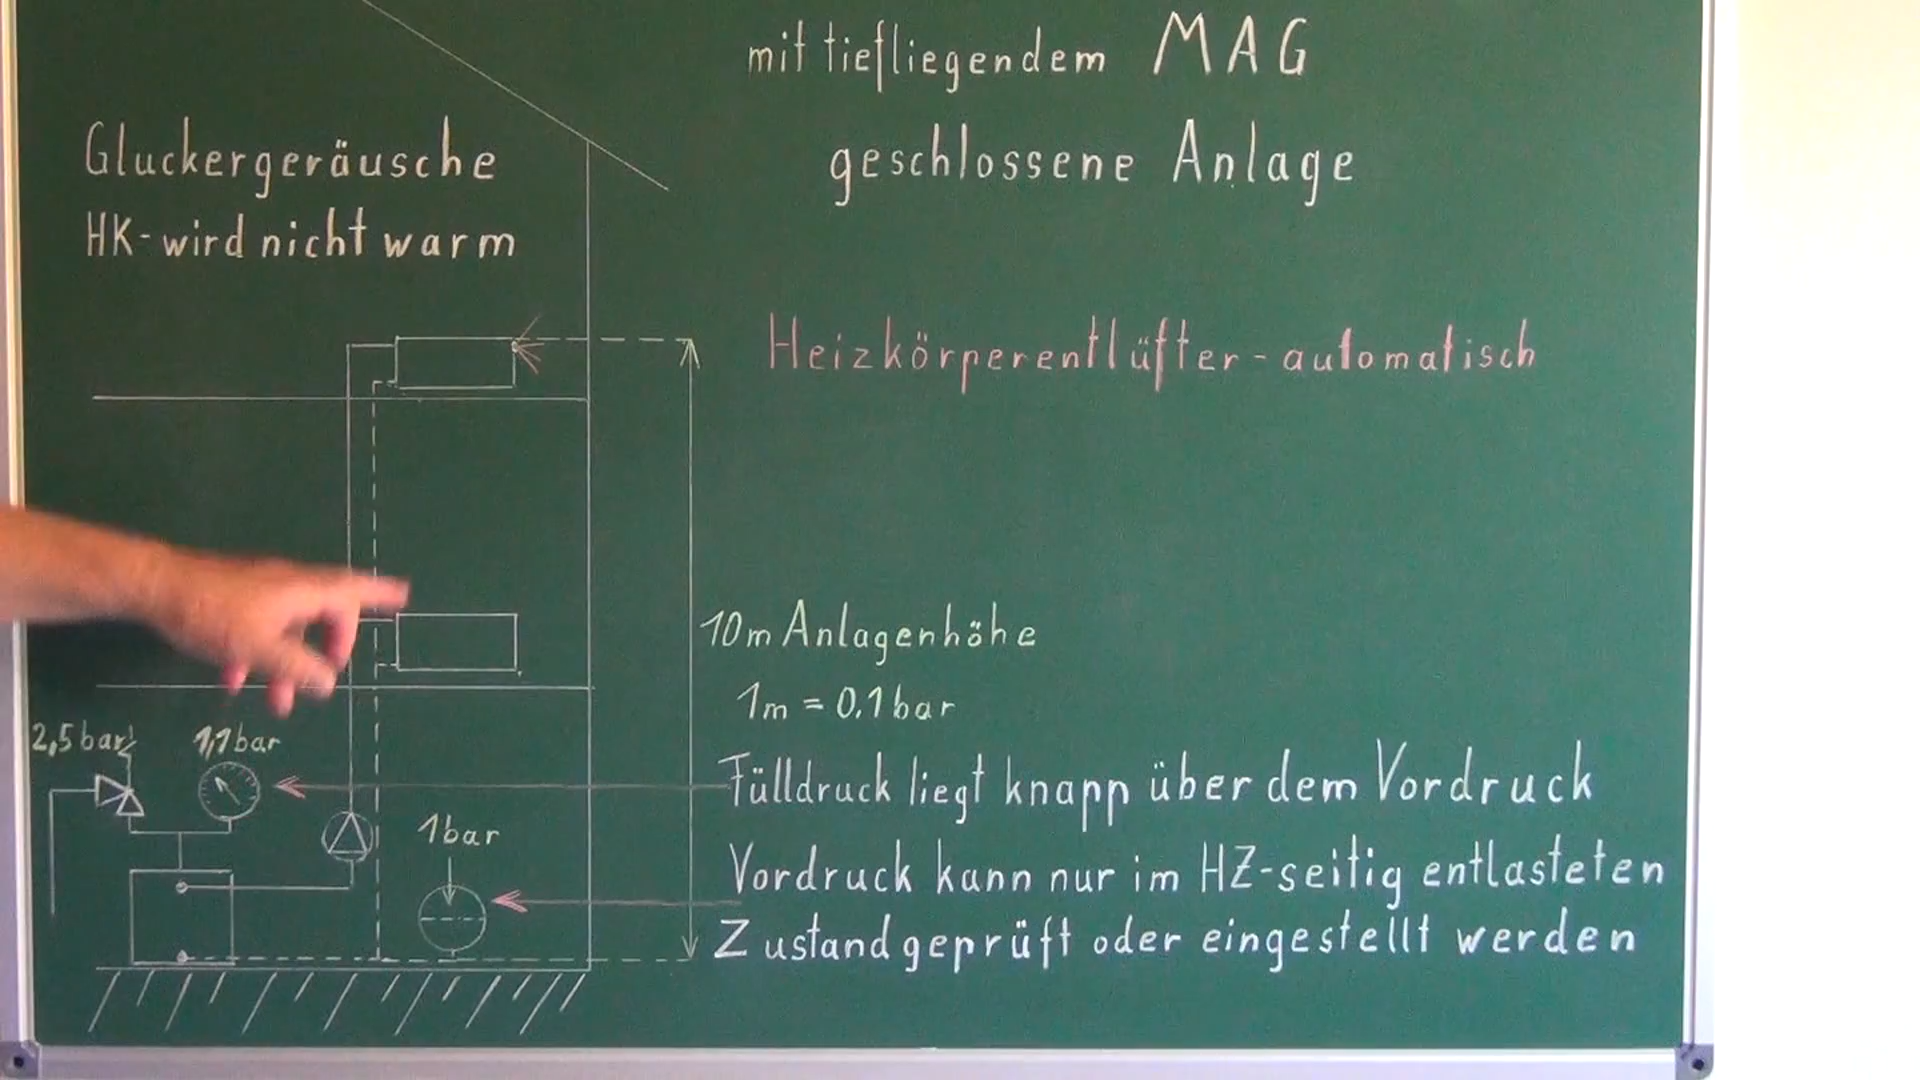 mit tiefliegendem MAG
geschlossene Anlage
Gluckergeräusche
HK-wird nicht warm
Heizkörperentlüfter-automatisch
10m Anlagenhöhe
1m = 0,1 bar
2,5 bar
1,1 bar
Fülldruck liegt knapp über dem Vordruck
1 bar
Vordruck kann nur im HZ-seitig entlasteten
Zustand geprüft oder eingestellt werden